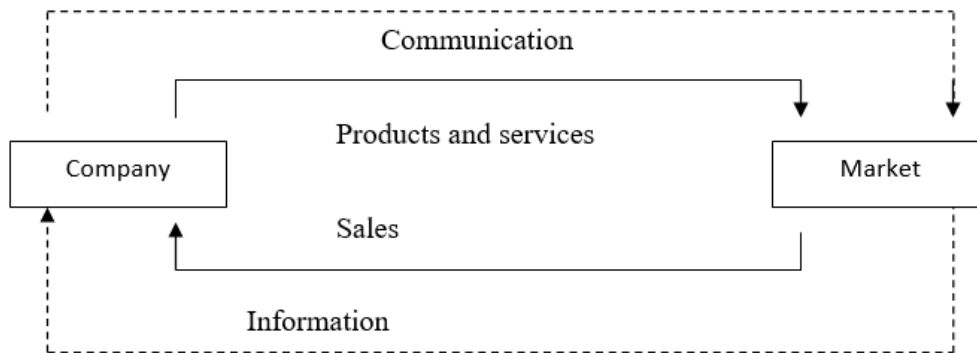 Communication
Products and services
Company
Market
Sales
Information